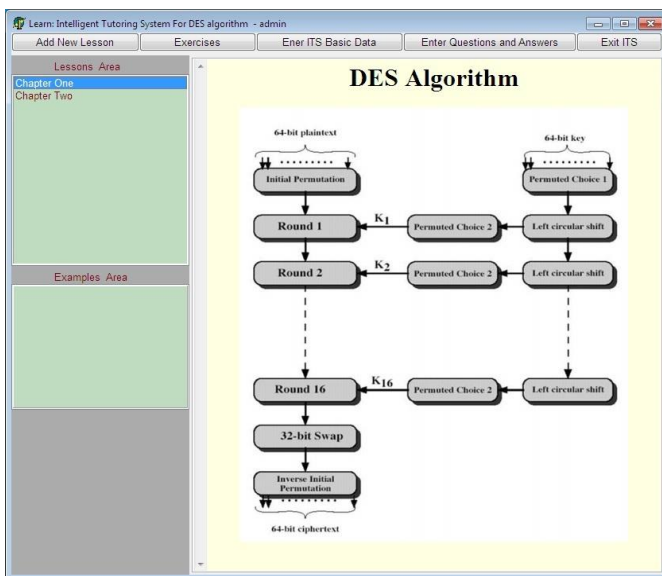 Learn: Intelligent Tutoring System For DES algorithm - admin
Add New Lesson Exercises Ener ITS Basic Data Enter Questions and Answers Exit ITS
Lessons Area
Chapter One
Chapter Two
Examples Area
DES Algorithm
64-bit plaintext 64-bit key
Initial Permutation Permuted Choice 1
Round 1 K1 Permuted Choice 2 Left circular shift
Round 2 K2 Permuted Choice 2 Left circular shift
Round 16 K16 Permuted Choice 2 Left circular shift
32-bit Swap
Inverse Initial
Permutation
64-bit ciphertext